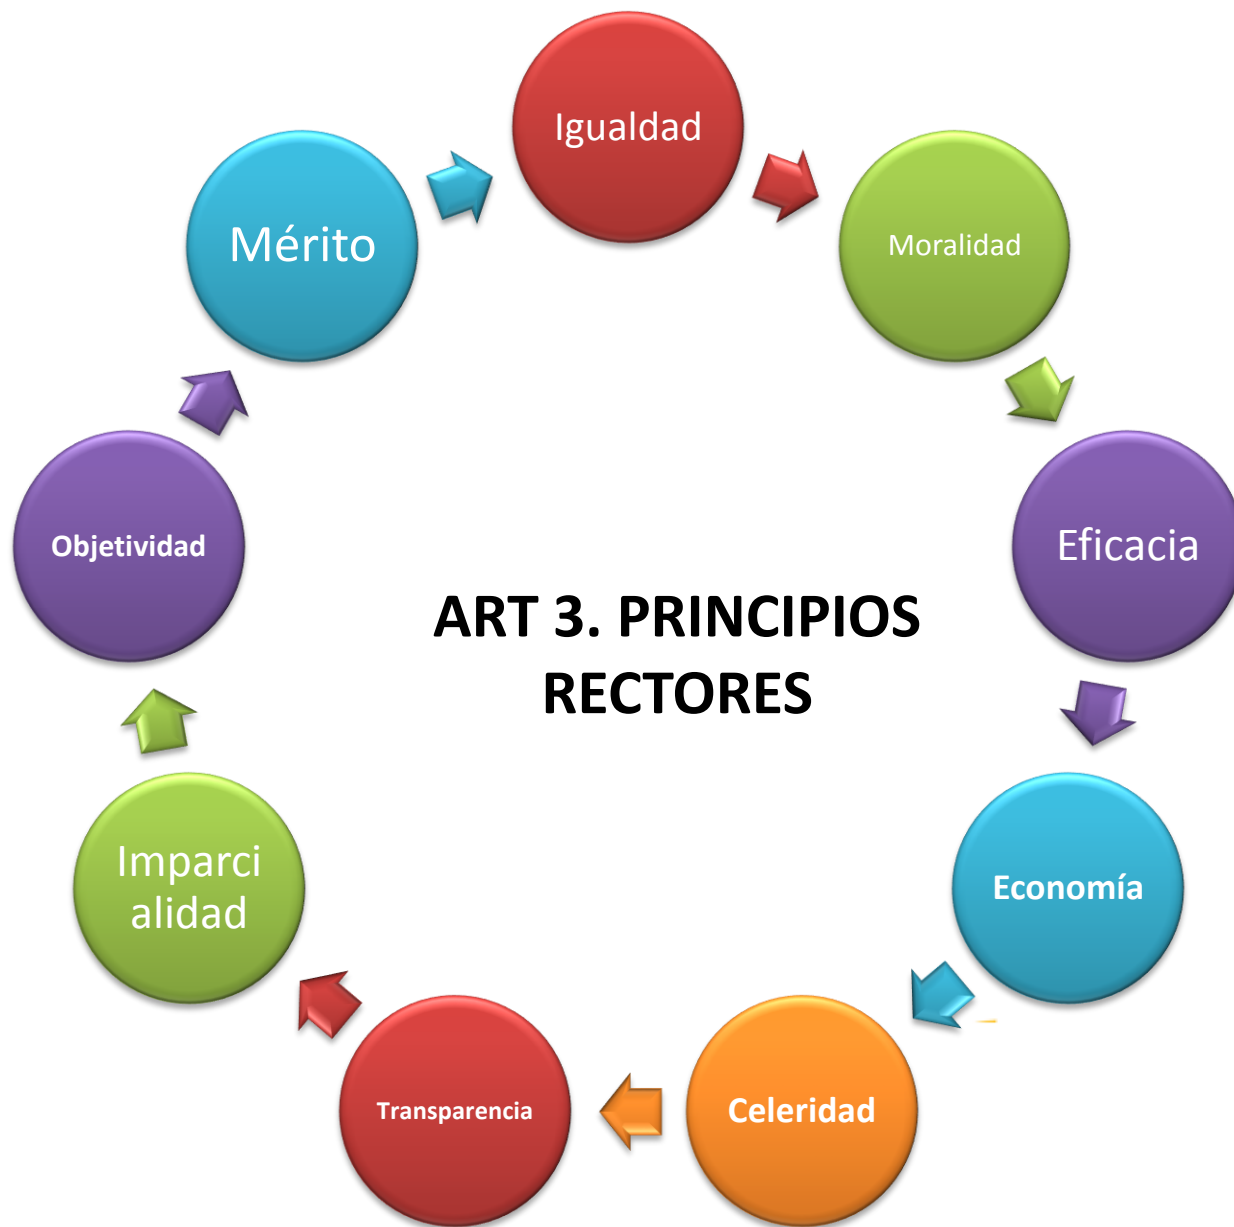 Igualdad
Moralidad
Eficacia
Economía
Celeridad
Transparencia
Imparci
alidad
Objetividad
Mérito
ART 3. PRINCIPIOS
RECTORES